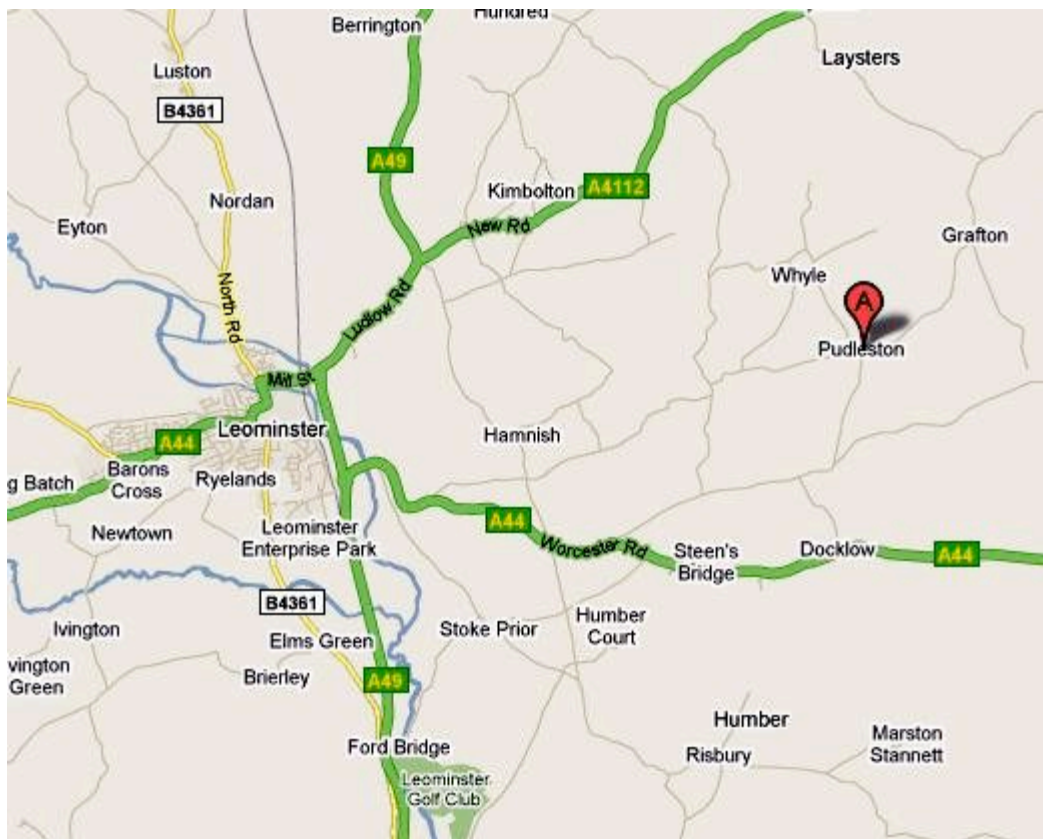 Hundred
Berrington
Laysters
Luston
B4361
A49
Kimbolton
A4112
Nordan
Eyton
New Rd
Grafton
Whyle
North Rd
Ludlow Rd
A
Pudleston
Mill St
Leominster
Hamnish
A44
g Batch
Barons
Cross
Ryelands
Newtown
Leominster
Enterprise Park
A44
Worcester Rd
Steen's
Bridge
Docklow
A44
B4361
Ivington
Elms Green
Stoke Prior
Humber
Court
vington
Green
Brierley
A49
Humber
Risbury
Marston
Stannett
Ford Bridge
Leominster
Golf Club